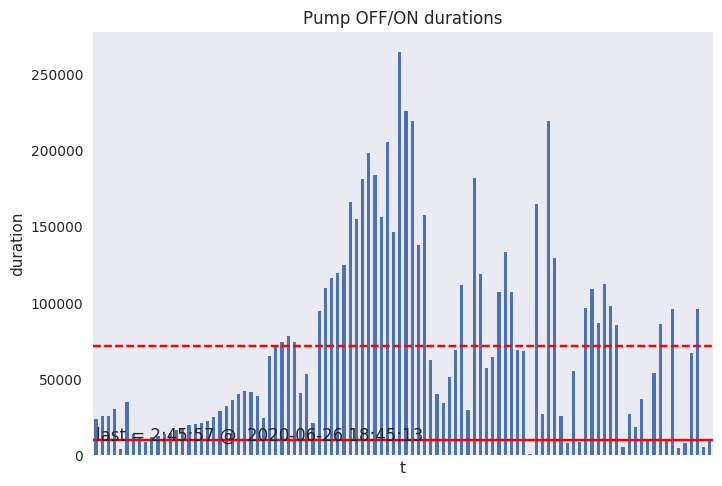 Pump OFF/ON durations
250000
200000
150000
100000
50000
0
duration
last = 2:45:57 @ 2020-06-26 18:45:13
t